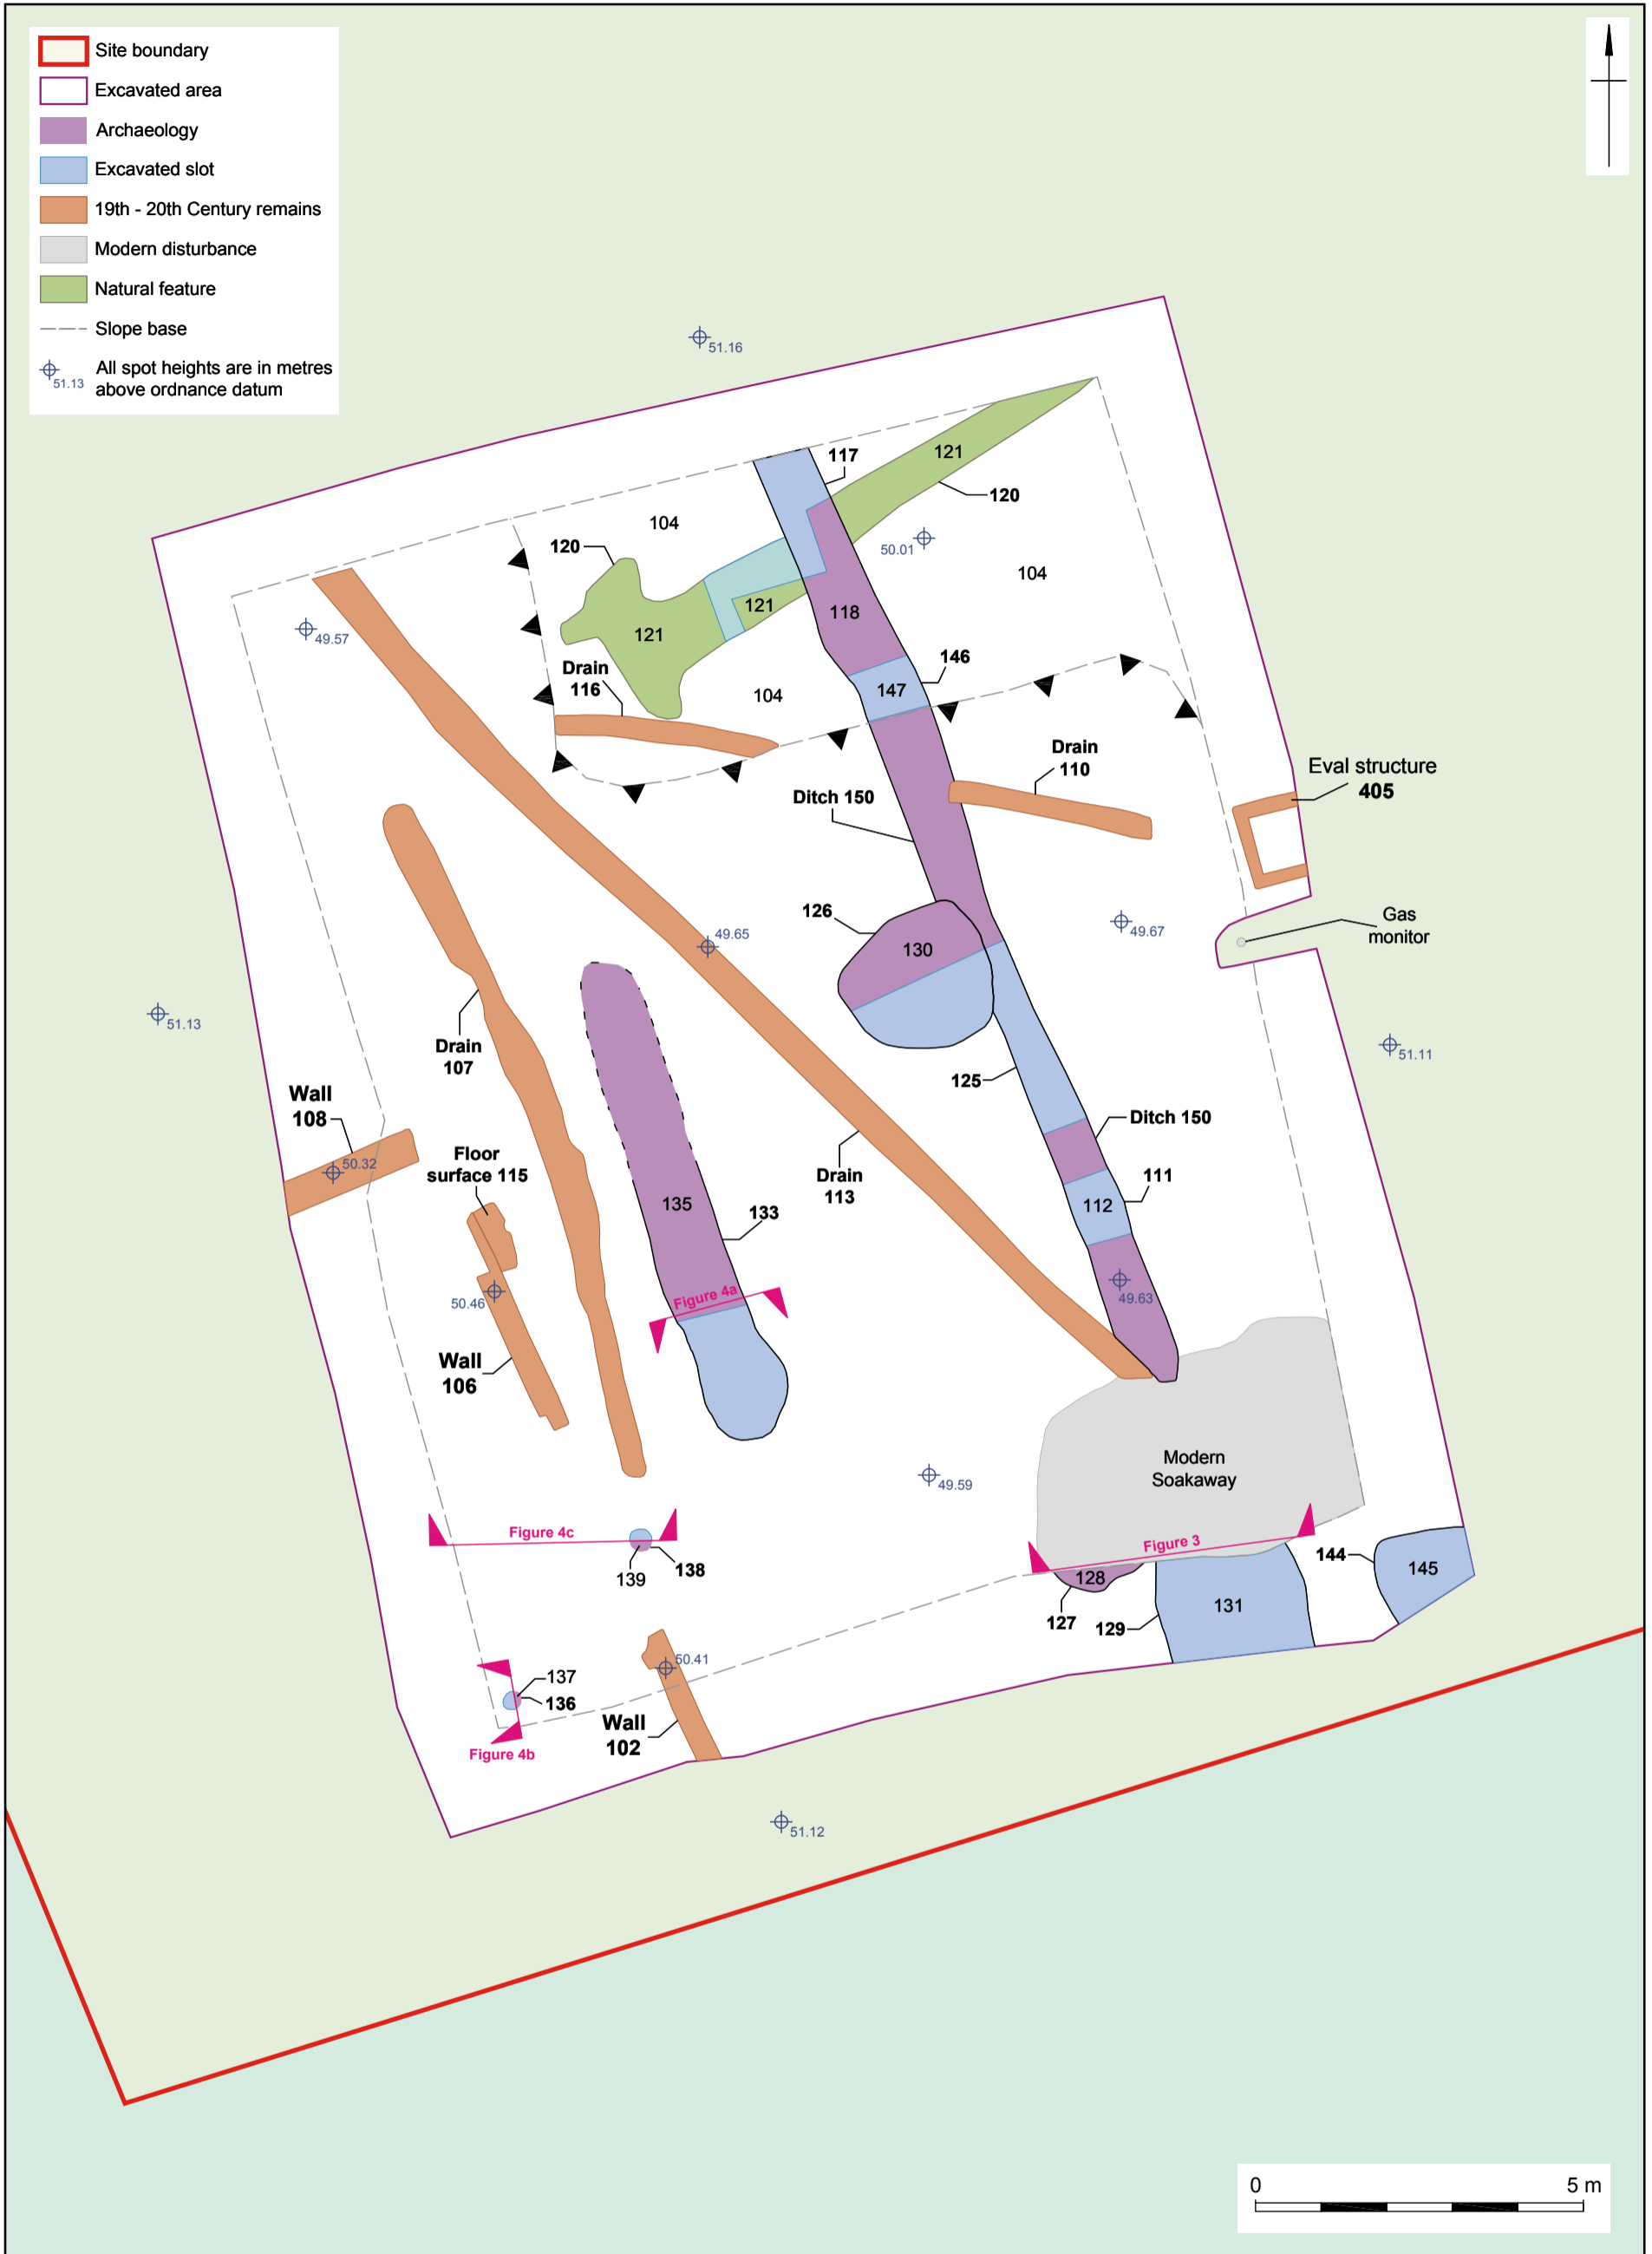 Site boundary
Excavated area
Archaeology
Excavated slot
19th - 20th Century remains
Modern disturbance
Natural feature
Slope base
51.13
All spot heights are in metres
above ordnance datum
51.16
117
121
120
104
120
50.01
104
121
118
49.57
121
146
147
Drain
116
104
Drain
110
Eval structure
405
Ditch 150
126
49.65
130
49.67
Gas
monitor
51.13
Drain
107
51.11
125
Wall
108
Ditch 150
50.32
Floor
surface 115
Drain
113
111
135
133
112
50.46
Figure 4a
49.63
Wall
106
Modern
Soakaway
49.59
Figure 4c
139
138
Figure 3
128
144
145
127
129
131
50.41
137
136
Wall
102
Figure 4b
51.12
0
5 m